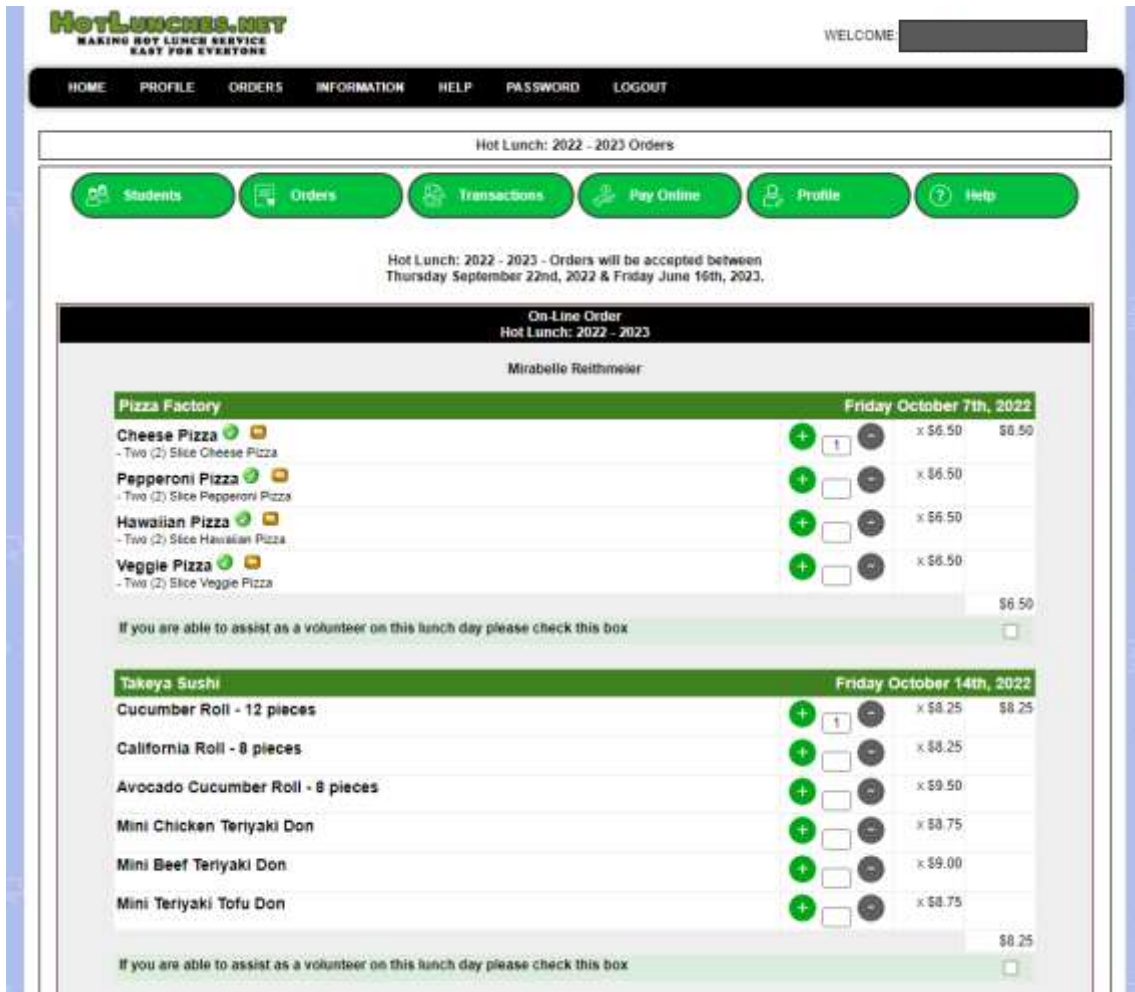 HOTLUNCHES.NET
MAKING HOT LUNCH SERVICE
EASY FOR EVERYONE
WELCOME:
HOME PROFILE ORDERS INFORMATION HELP PASSWORD LOGOUT
Hot Lunch: 2022 - 2023 Orders
Students Orders Transactions Pay Online Profile ? Help
Hot Lunch: 2022 - 2023 - Orders will be accepted between
Thursday September 22nd, 2022 & Friday June 16th, 2023.
On-Line Order
Hot Lunch: 2022 - 2023
Mirabelle Reithmeier
Pizza Factory Friday October 7th, 2022
Cheese Pizza + 1 - x $6.50 $6.50
- Two (2) Slice Cheese Pizza
Pepperoni Pizza + - x $6.50
- Two (2) Slice Pepperoni Pizza
Hawaiian Pizza + - x $6.50
- Two (2) Slice Hawaiian Pizza
Veggie Pizza + - x $6.50
- Two (2) Slice Veggie Pizza
$6.50
If you are able to assist as a volunteer on this lunch day please check this box
Takeya Sushi Friday October 14th, 2022
Cucumber Roll - 12 pieces + 1 - x $8.25 $8.25
California Roll - 8 pieces + - x $8.25
Avocado Cucumber Roll - 8 pieces + - x $9.50
Mini Chicken Teriyaki Don + - x $8.75
Mini Beef Teriyaki Don + - x $9.00
Mini Teriyaki Tofu Don + - x $8.75
$8.25
If you are able to assist as a volunteer on this lunch day please check this box